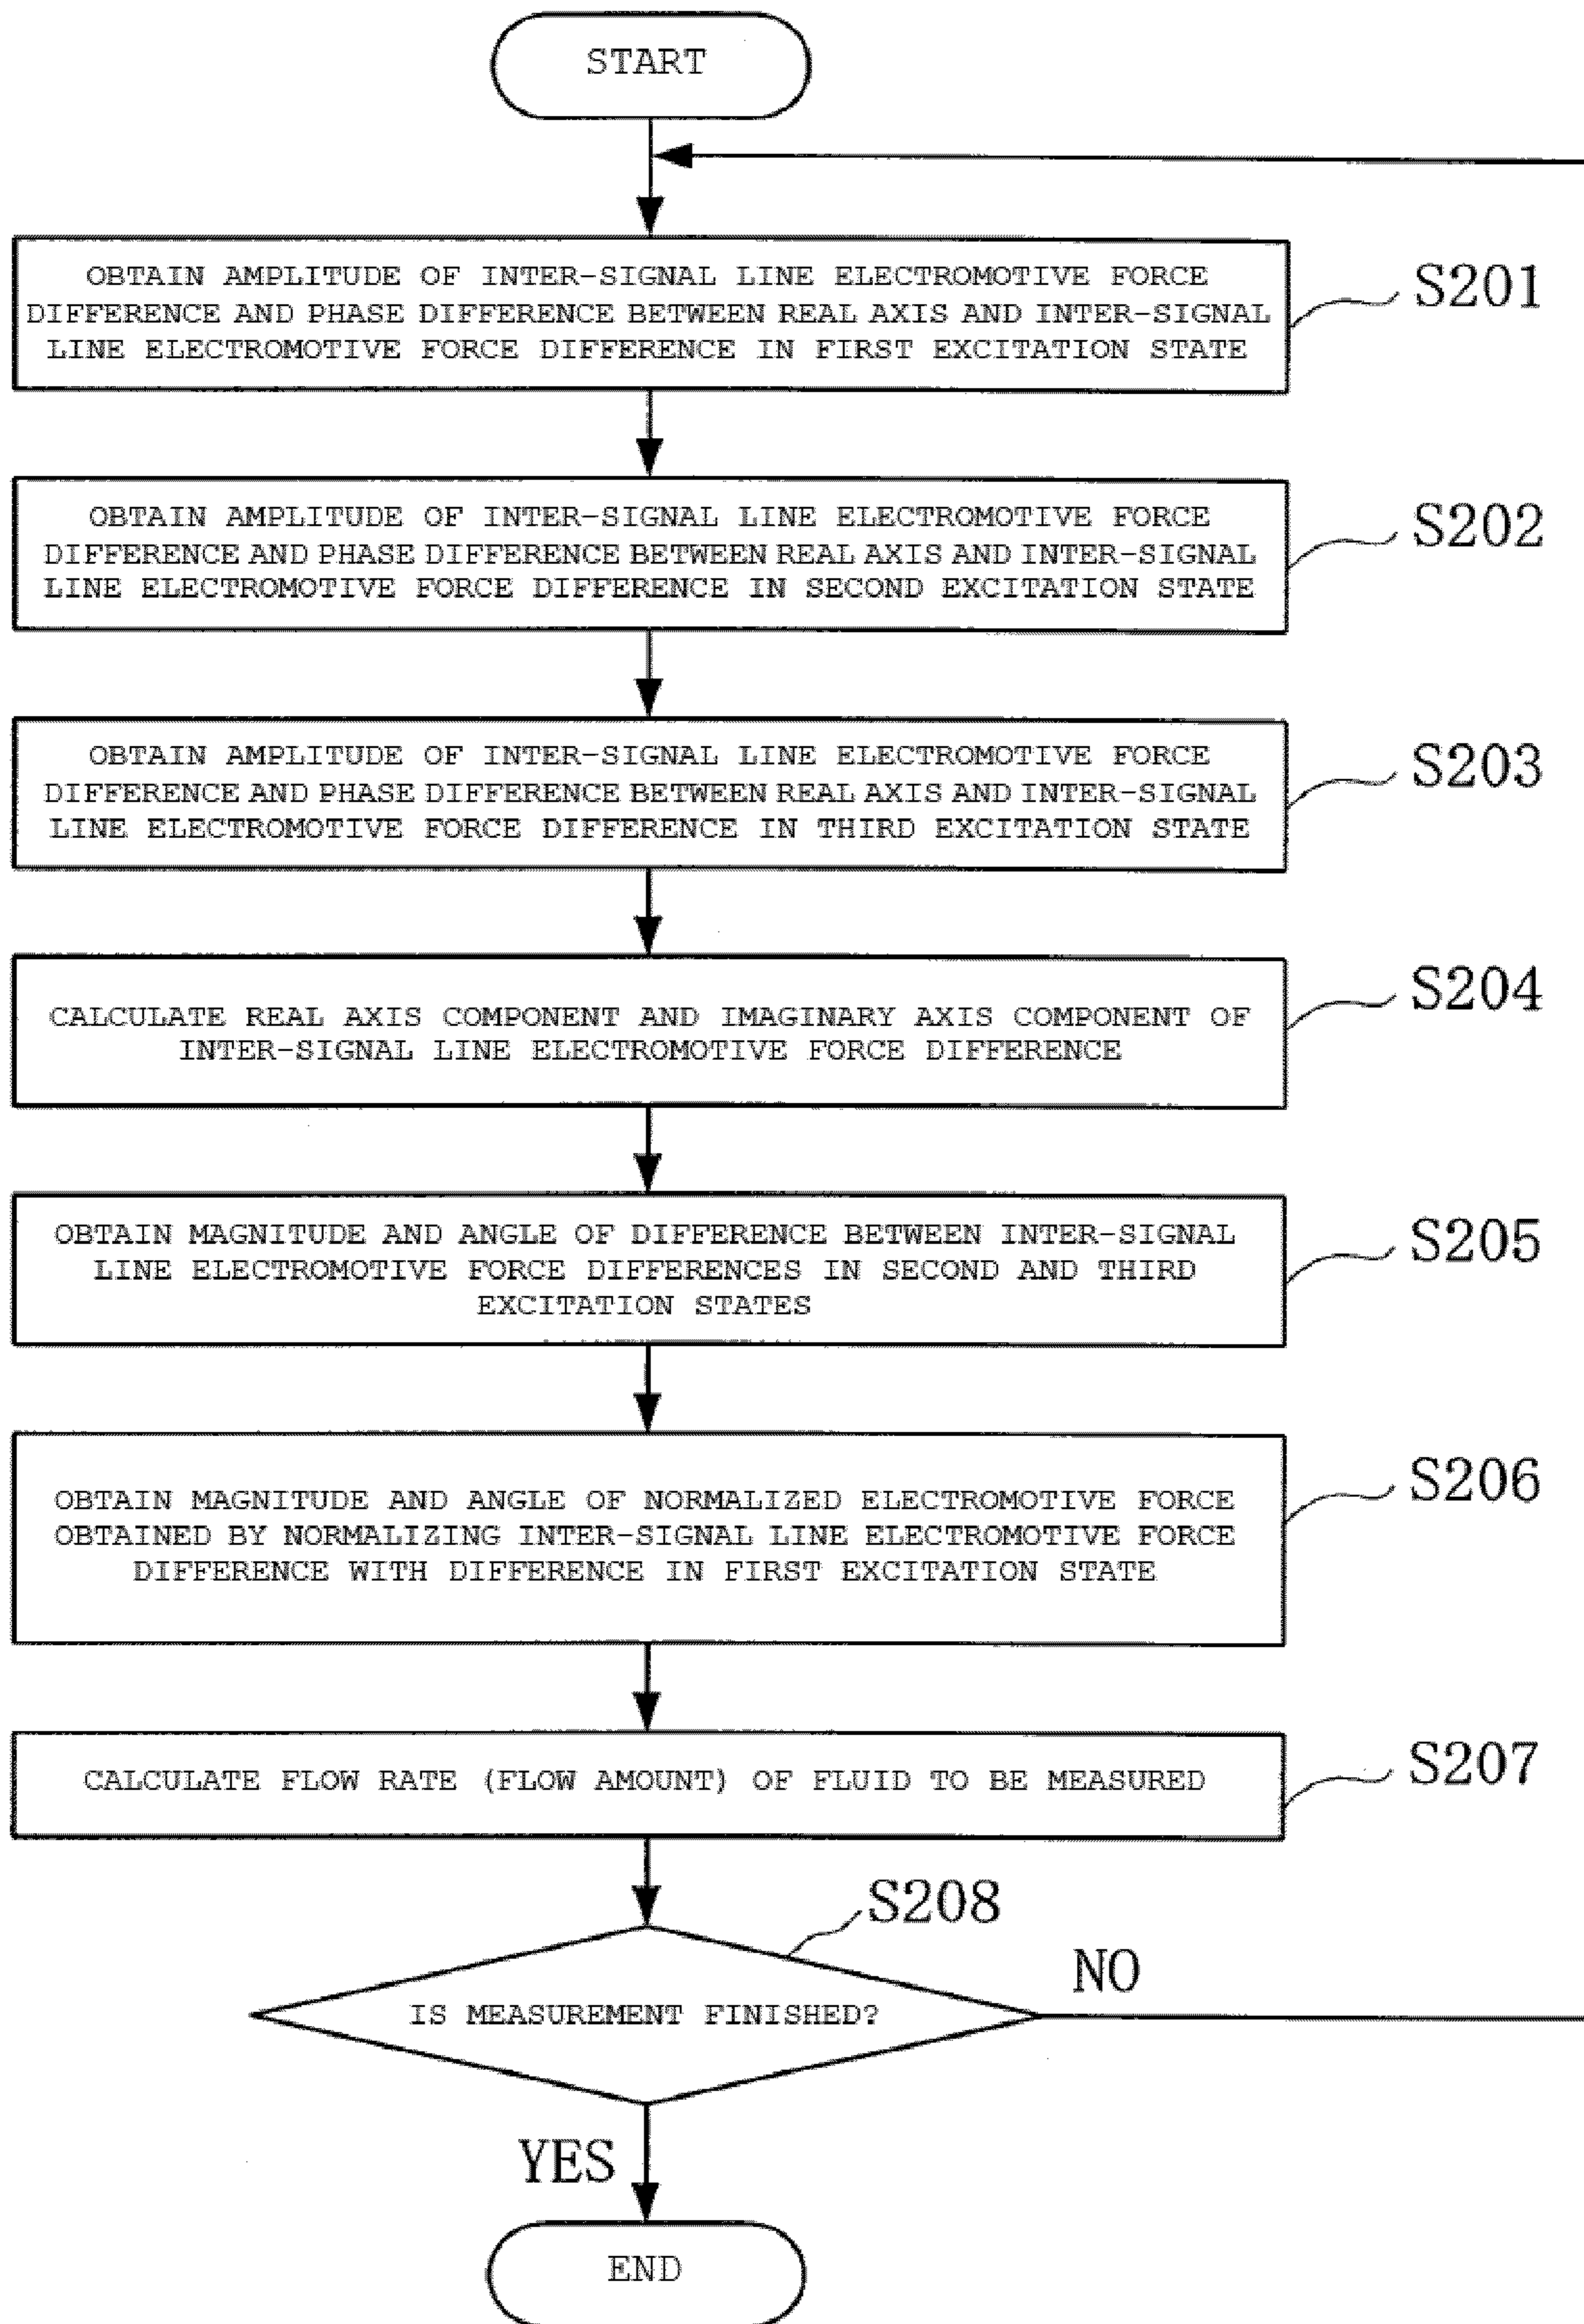 START
OBTAIN AMPLITUDE OF INTER-SIGNAL LINE ELECTROMOTIVE FORCE
DIFFERENCE AND PHASE DIFFERENCE BETWEEN REAL AXIS AND INTER-SIGNAL
LINE ELECTROMOTIVE FORCE DIFFERENCE IN FIRST EXCITATION STATE
S201
OBTAIN AMPLITUDE OF INTER-SIGNAL LINE ELECTROMOTIVE FORCE
DIFFERENCE AND PHASE DIFFERENCE BETWEEN REAL AXIS AND INTER-SIGNAL
LINE ELECTROMOTIVE FORCE DIFFERENCE IN SECOND EXCITATION STATE
S202
OBTAIN AMPLITUDE OF INTER-SIGNAL LINE ELECTROMOTIVE FORCE
DIFFERENCE AND PHASE DIFFERENCE BETWEEN REAL AXIS AND INTER-SIGNAL
LINE ELECTROMOTIVE FORCE DIFFERENCE IN THIRD EXCITATION STATE
S203
CALCULATE REAL AXIS COMPONENT AND IMAGINARY AXIS COMPONENT OF
INTER-SIGNAL LINE ELECTROMOTIVE FORCE DIFFERENCE
S204
OBTAIN MAGNITUDE AND ANGLE OF DIFFERENCE BETWEEN INTER-SIGNAL
LINE ELECTROMOTIVE FORCE DIFFERENCES IN SECOND AND THIRD
EXCITATION STATES
S205
OBTAIN MAGNITUDE AND ANGLE OF NORMALIZED ELECTROMOTIVE FORCE
OBTAINED BY NORMALIZING INTER-SIGNAL LINE ELECTROMOTIVE FORCE
DIFFERENCE WITH DIFFERENCE IN FIRST EXCITATION STATE
S206
CALCULATE FLOW RATE (FLOW AMOUNT) OF FLUID TO BE MEASURED
S207
S208
IS MEASUREMENT FINISHED?
NO
YES
END